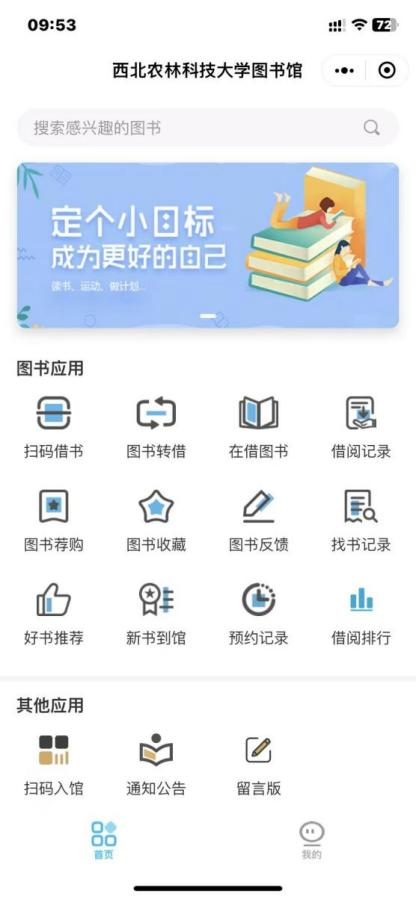 09:53
72
西北农林科技大学图书馆
搜索感兴趣的图书
定个小目标
成为更好的自己
读书、运动、做计划...
图书应用
扫码借书 图书转借 在借图书 借阅记录
图书荐购 图书收藏 图书反馈 找书记录
好书推荐 新书到馆 预约记录 借阅排行
其他应用
扫码入馆 通知公告 留言版
首页 我的